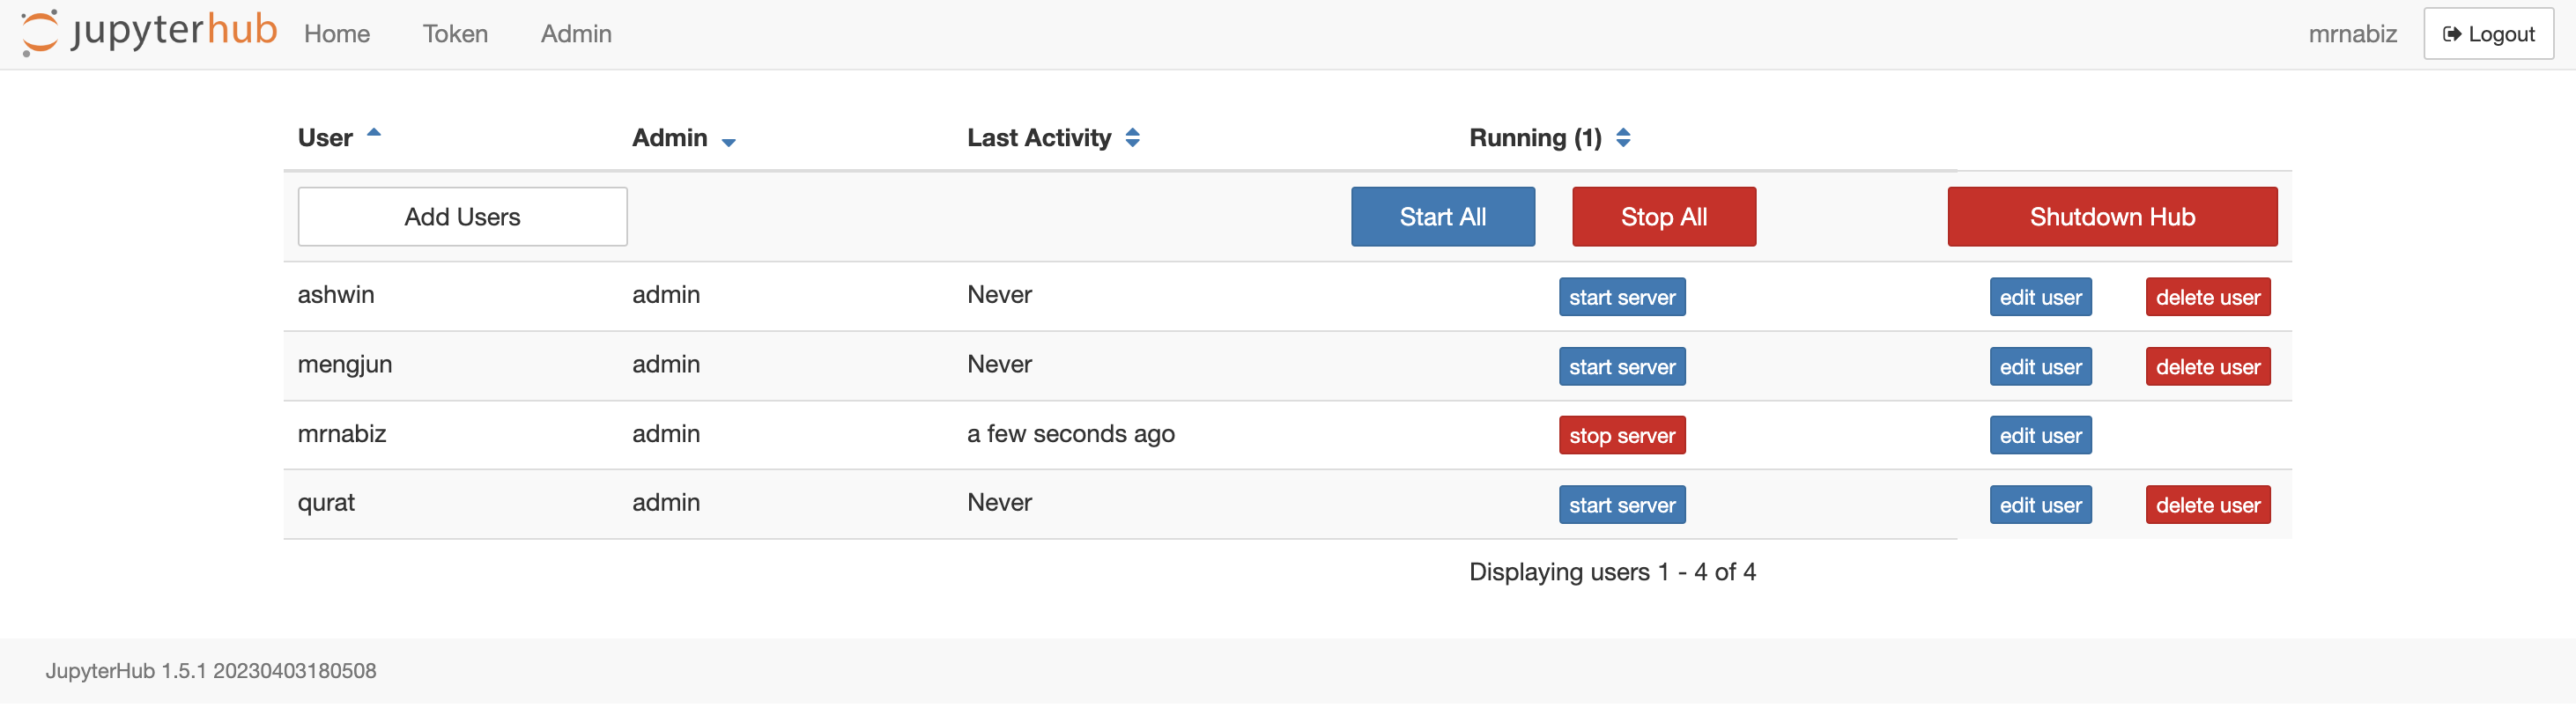 jupyterhub Home Token Admin mrnabiz Logout
User Admin Last Activity Running (1)
Add Users Start All Stop All Shutdown Hub
ashwin admin Never start server edit user delete user
mengjun admin Never start server edit user delete user
mrnabiz admin a few seconds ago stop server edit user
qurat admin Never start server edit user delete user
Displaying users 1 - 4 of 4
JupyterHub 1.5.1 20230403180508